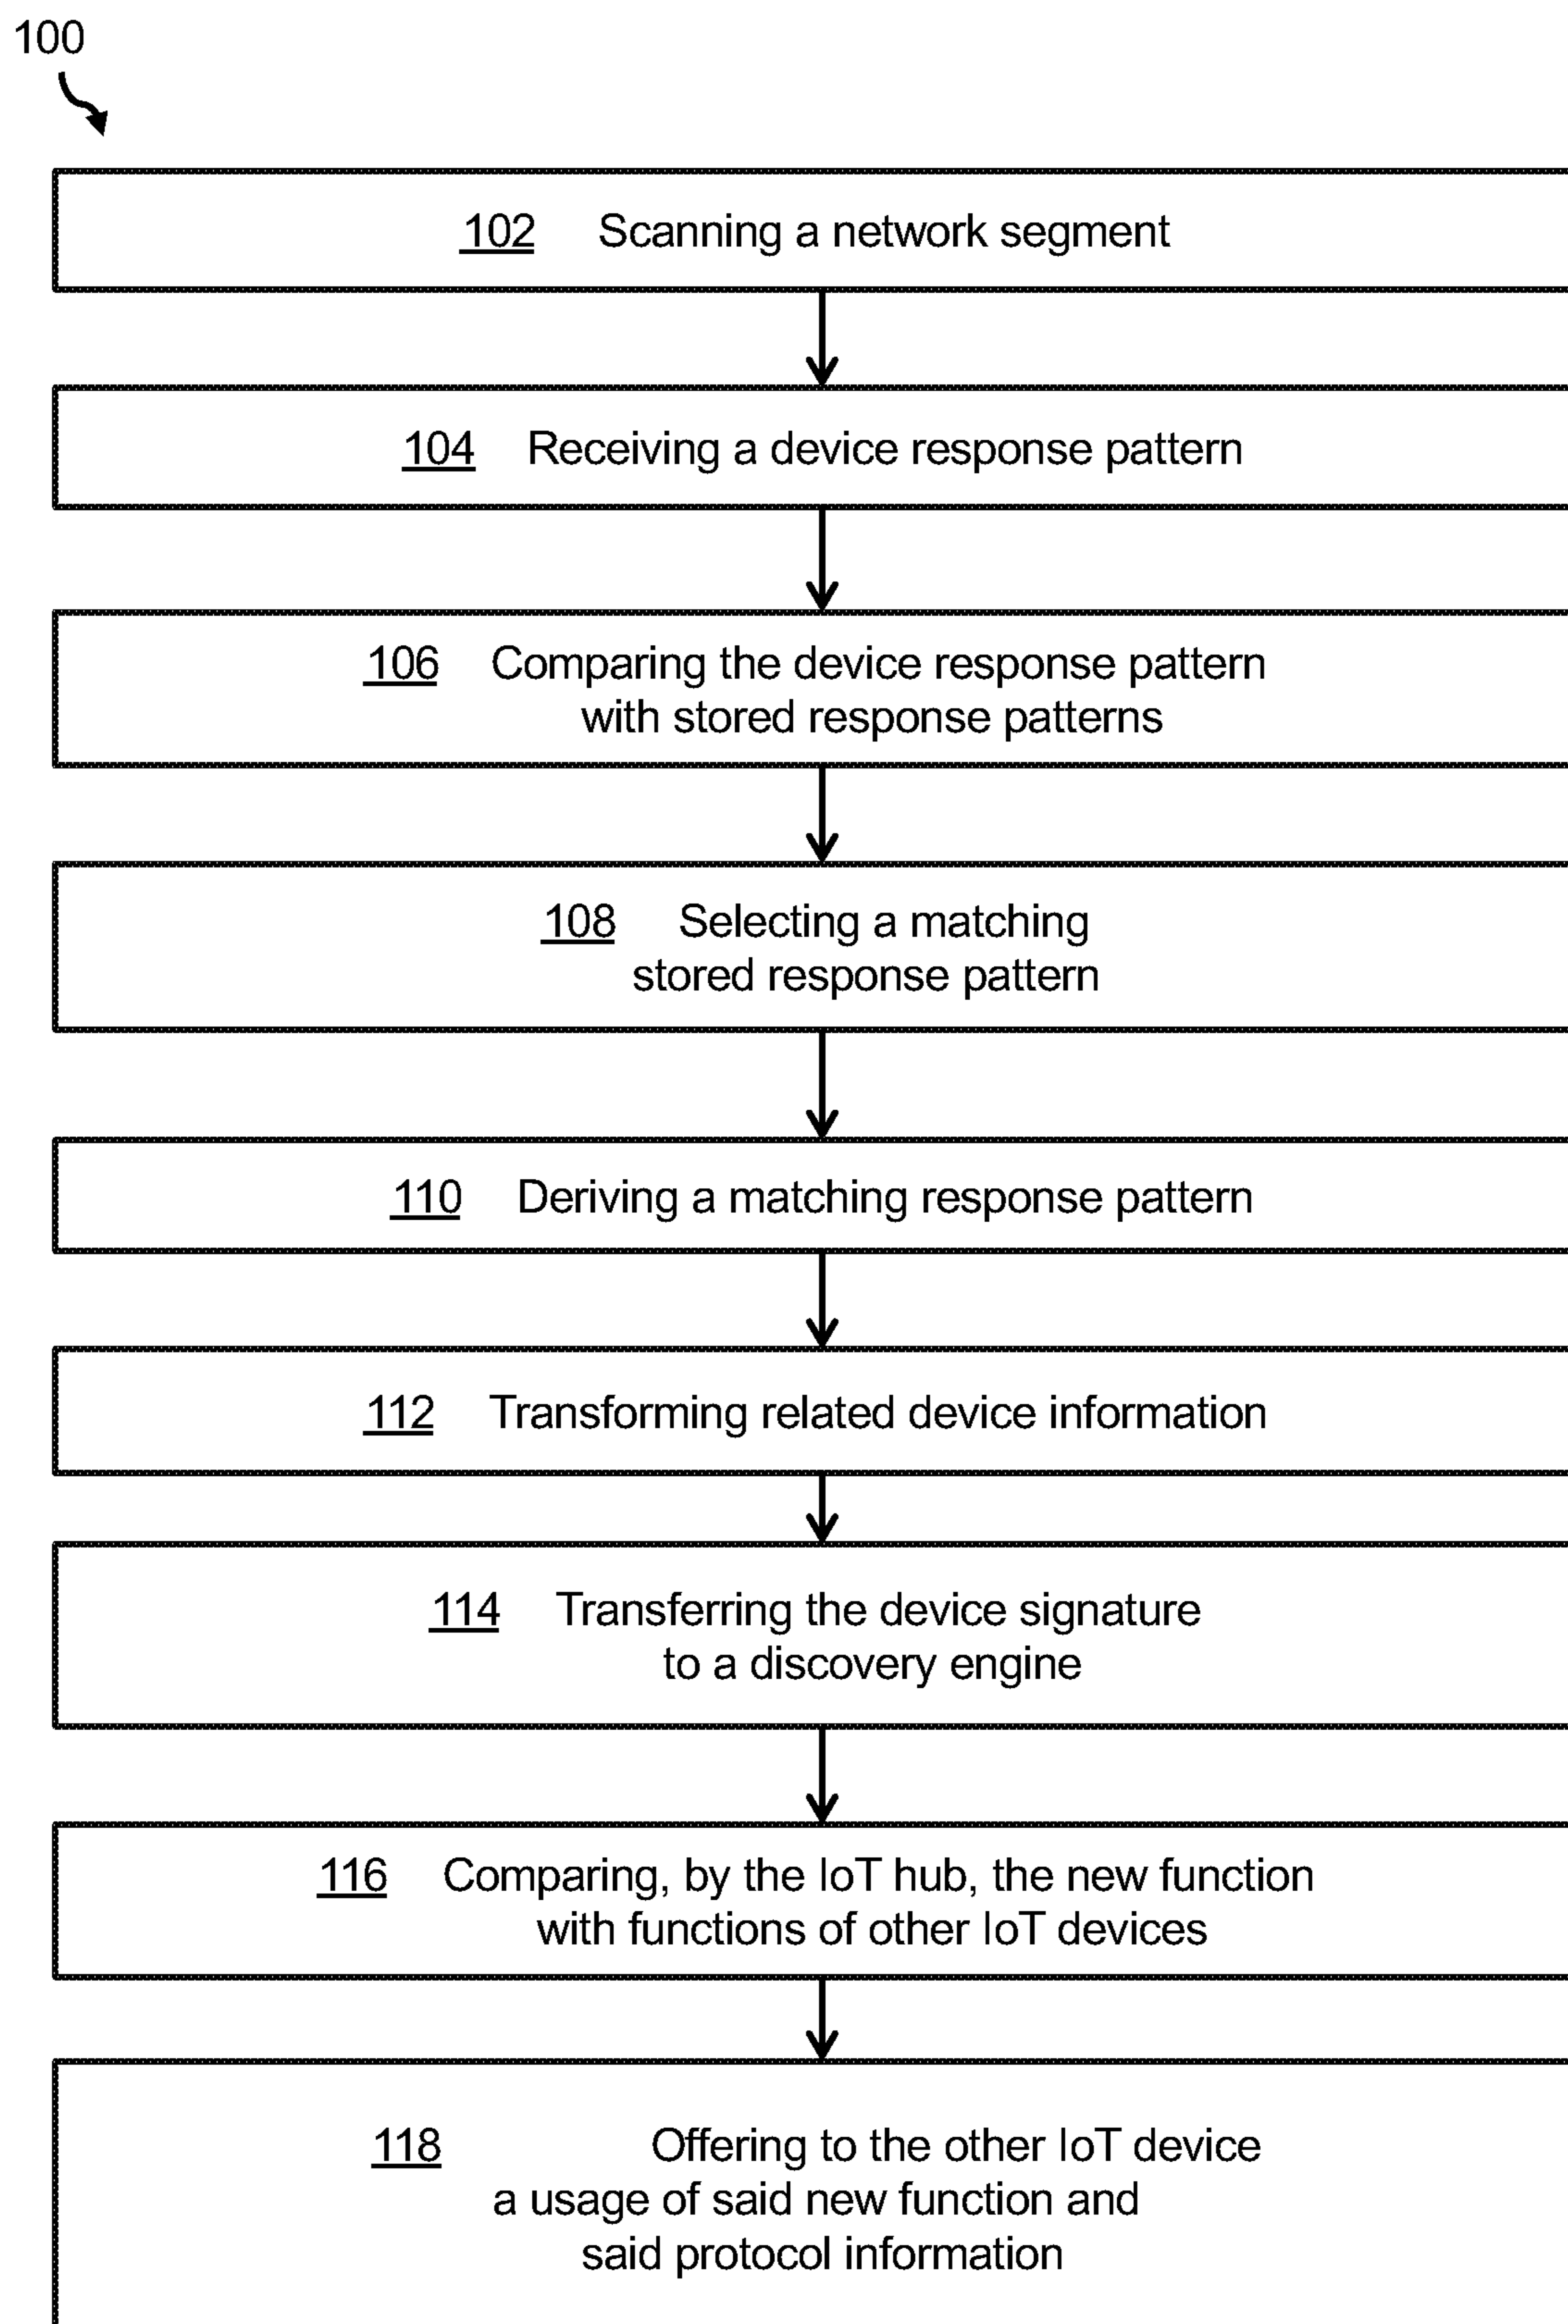 100
102 Scanning a network segment
104 Receiving a device response pattern
106 Comparing the device response pattern
with stored response patterns
108 Selecting a matching
stored response pattern
110 Deriving a matching response pattern
112 Transforming related device information
114 Transferring the device signature
to a discovery engine
116 Comparing, by the IoT hub, the new function
with functions of other IoT devices
118 Offering to the other IoT device
a usage of said new function and
said protocol information